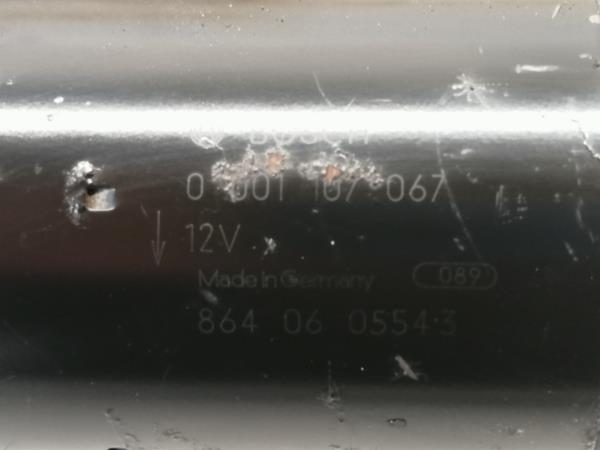 BOSCH
0 001 107 067
12V
Made in Germany 089
864 06 0554·3